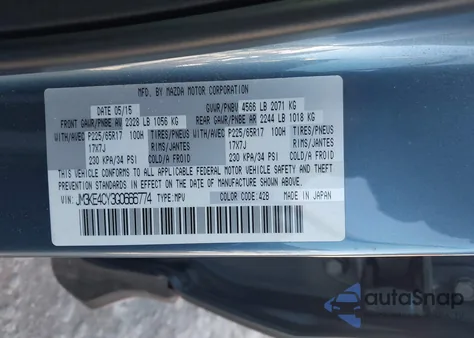 MFD. BY MAZDA MOTOR CORPORATION
DATE 05/15 GVWR/PNBV 4566 LB 2071 KG
FRONT GAWR/PNBE AV 2328 LB 1056 KG REAR GAWR/PNBE AR 2244 LB 1018 KG
WITH/AVEC P225/65R17 100H TIRES/PNEUS WITH/AVEC P225/65R17 100H TIRES/PNEUS
17X7J RIMS/JANTES 17X7J RIMS/JANTES
230 KPA/34 PSI COLD/A FROID 230 KPA/34 PSI COLD/A FROID
THIS VEHICLE CONFORMS TO ALL APPLICABLE FEDERAL MOTOR VEHICLE
SAFETY, BUMPER, AND THEFT PREVENTION STANDARDS IN EFFECT ON THE
DATE OF MANUFACTURE SHOWN ABOVE.
VIN: JM3KE4CY3G0666774 TYPE: MPV COLOR CODE: 42B MADE IN JAPAN
autoSnap